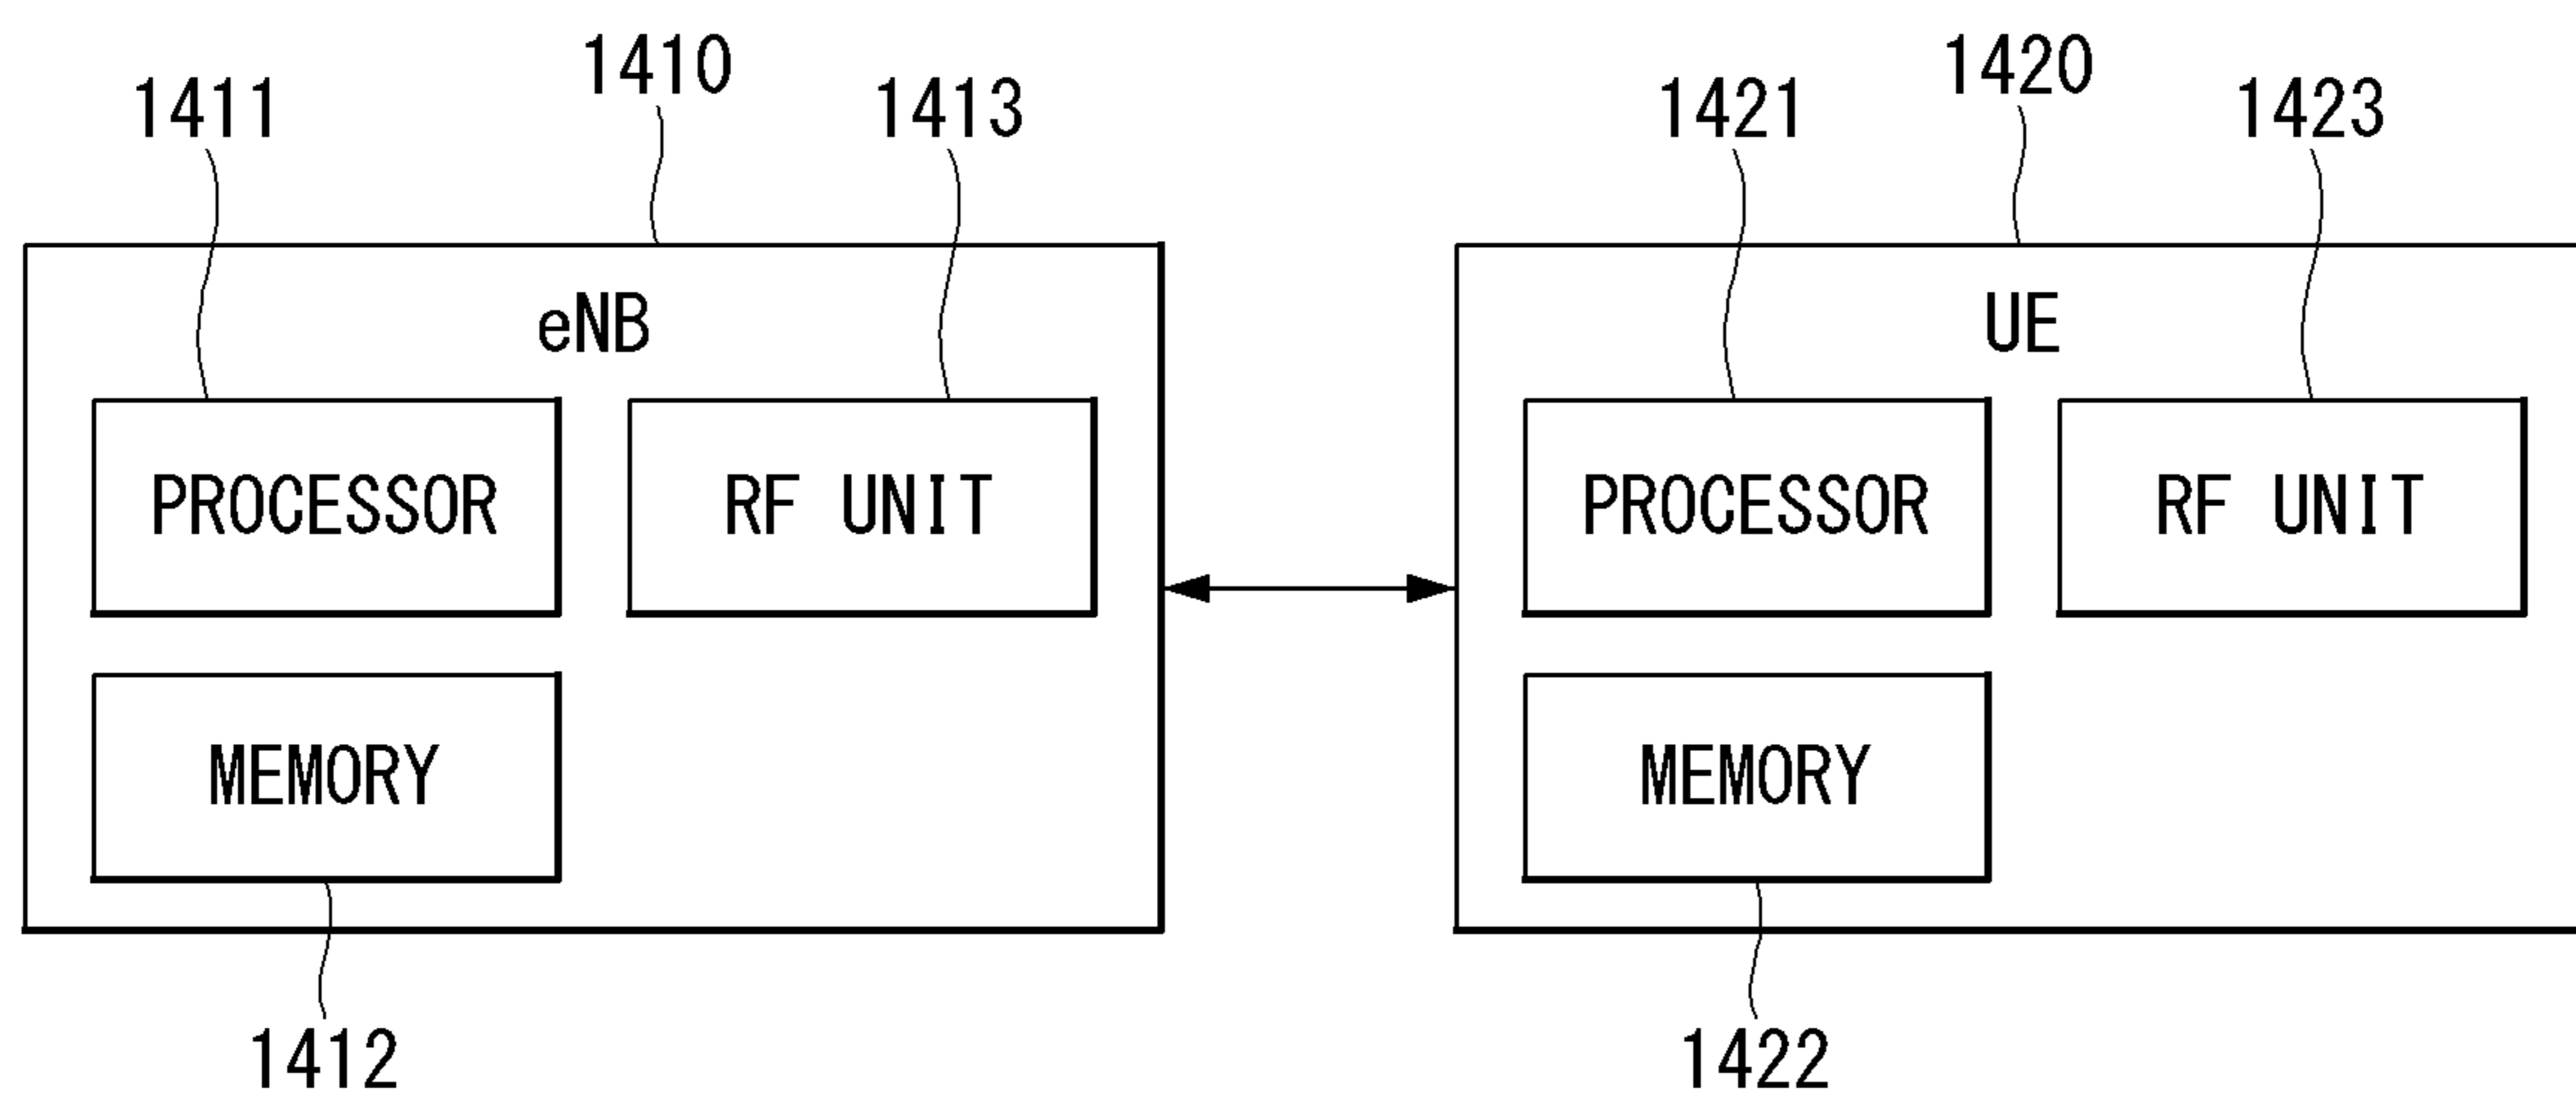 1410
1420
1411
1413
1421
1423
eNB
UE
PROCESSOR
RF UNIT
PROCESSOR
RF UNIT
MEMORY
MEMORY
1412
1422